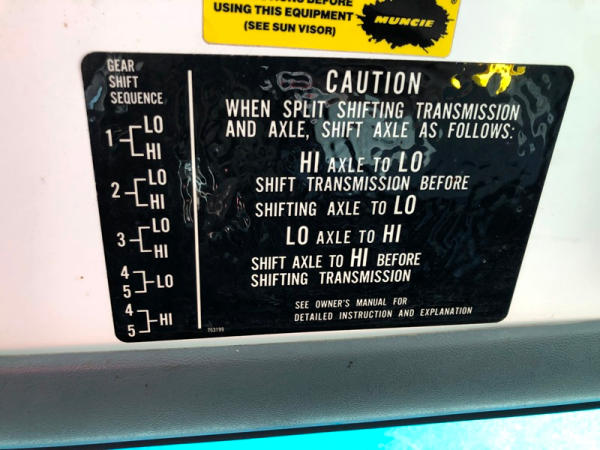 USING THIS EQUIPMENT
(SEE SUN VISOR)
MUNCIE
®
GEAR
SHIFT
SEQUENCE
1 LO
HI
2 LO
HI
3 LO
HI
4
5 LO
4
5 HI
CAUTION
WHEN SPLIT SHIFTING TRANSMISSION
AND AXLE, SHIFT AXLE AS FOLLOWS:
HI AXLE TO LO
SHIFT TRANSMISSION BEFORE
SHIFTING AXLE TO LO
LO AXLE TO HI
SHIFT AXLE TO HI BEFORE
SHIFTING TRANSMISSION
SEE OWNER'S MANUAL FOR
DETAILED INSTRUCTION AND EXPLANATION